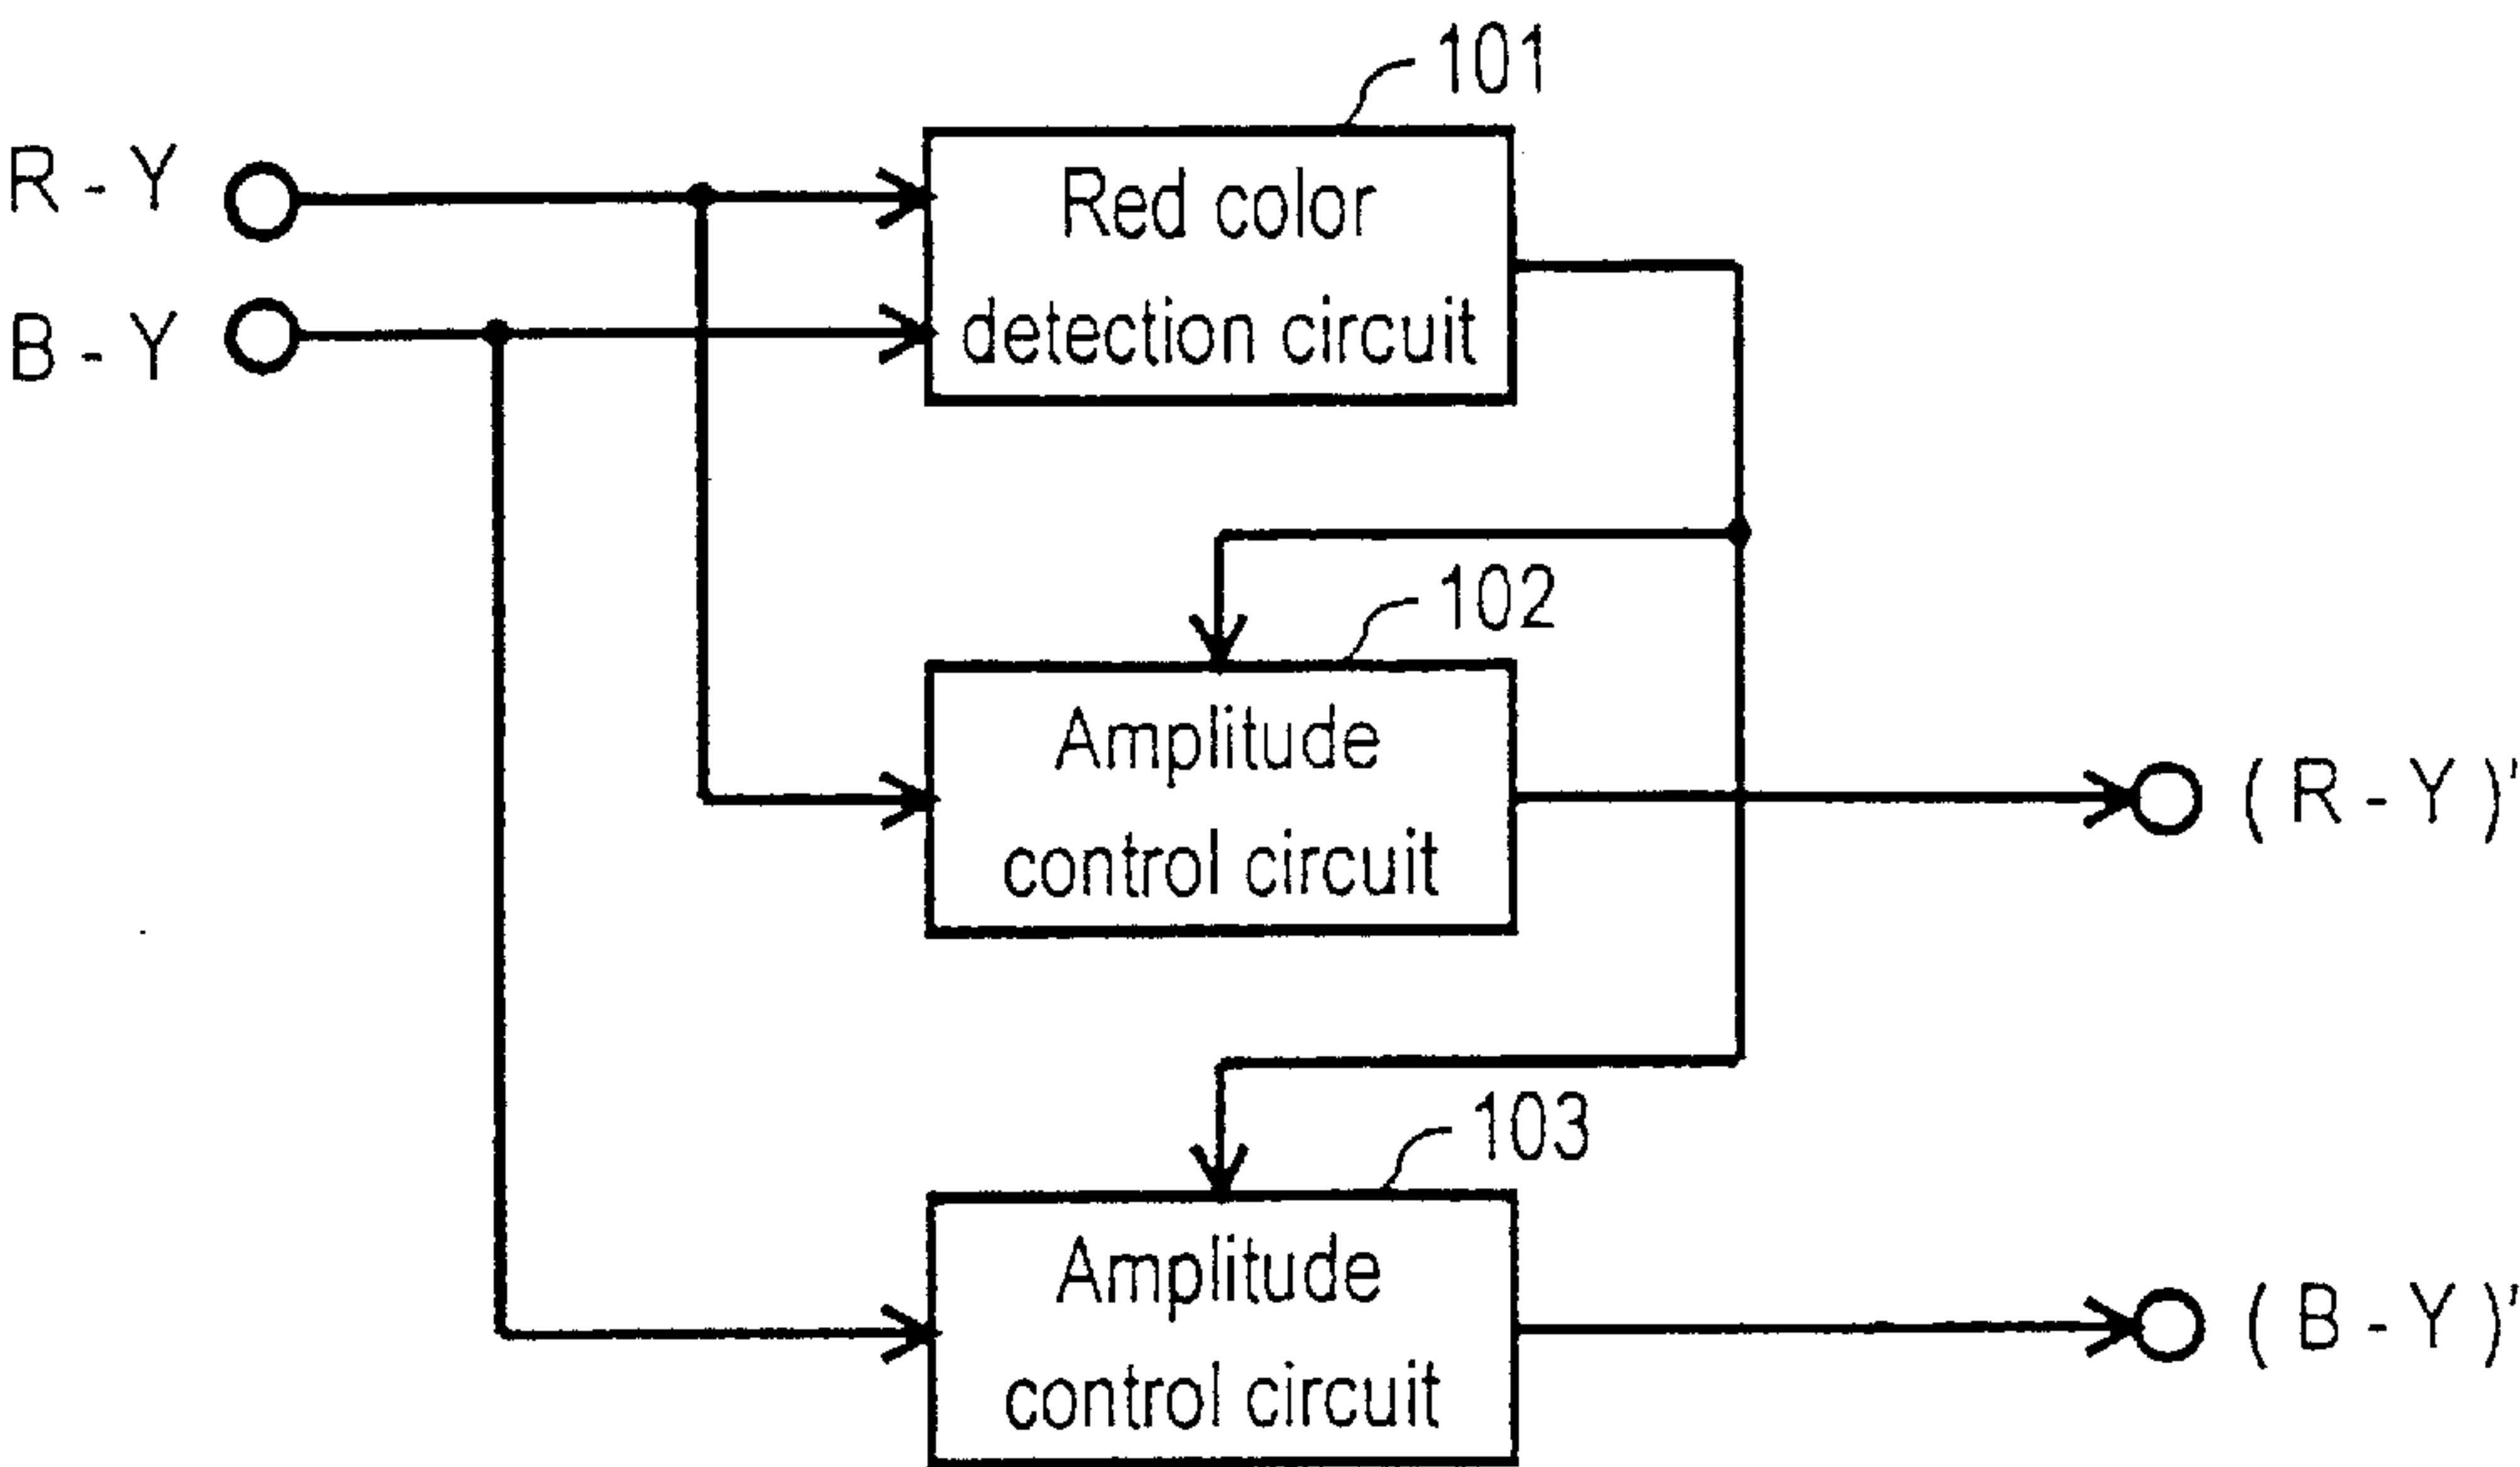 101
R - Y
Red color
detection circuit
B - Y
102
Amplitude
control circuit
( R - Y )'
103
Amplitude
control circuit
( B - Y )'